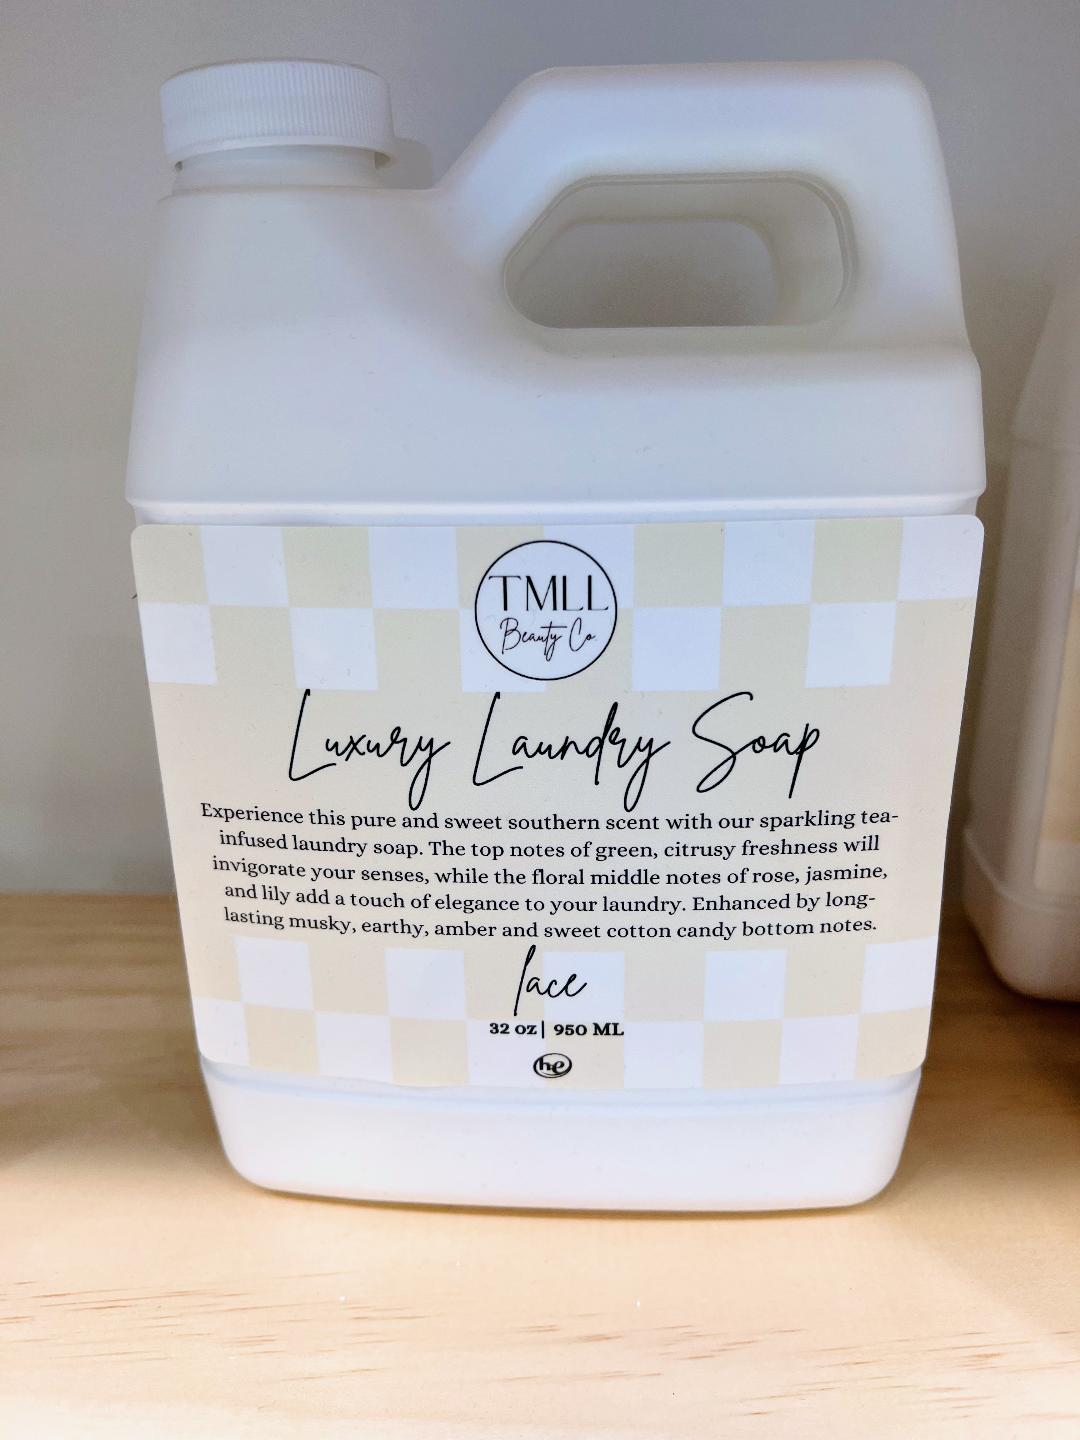 TMLL
Beauty Co.
Luxury Laundry Soap
Experience this pure and sweet southern scent with our sparkling tea-
infused laundry soap. The top notes of green, citrusy freshness will
invigorate your senses, while the floral middle notes of rose, jasmine,
and lily add a touch of elegance to your laundry. Enhanced by long-
lasting musky, earthy, amber and sweet cotton candy bottom notes.
lace
32 oz| 950 ML
he